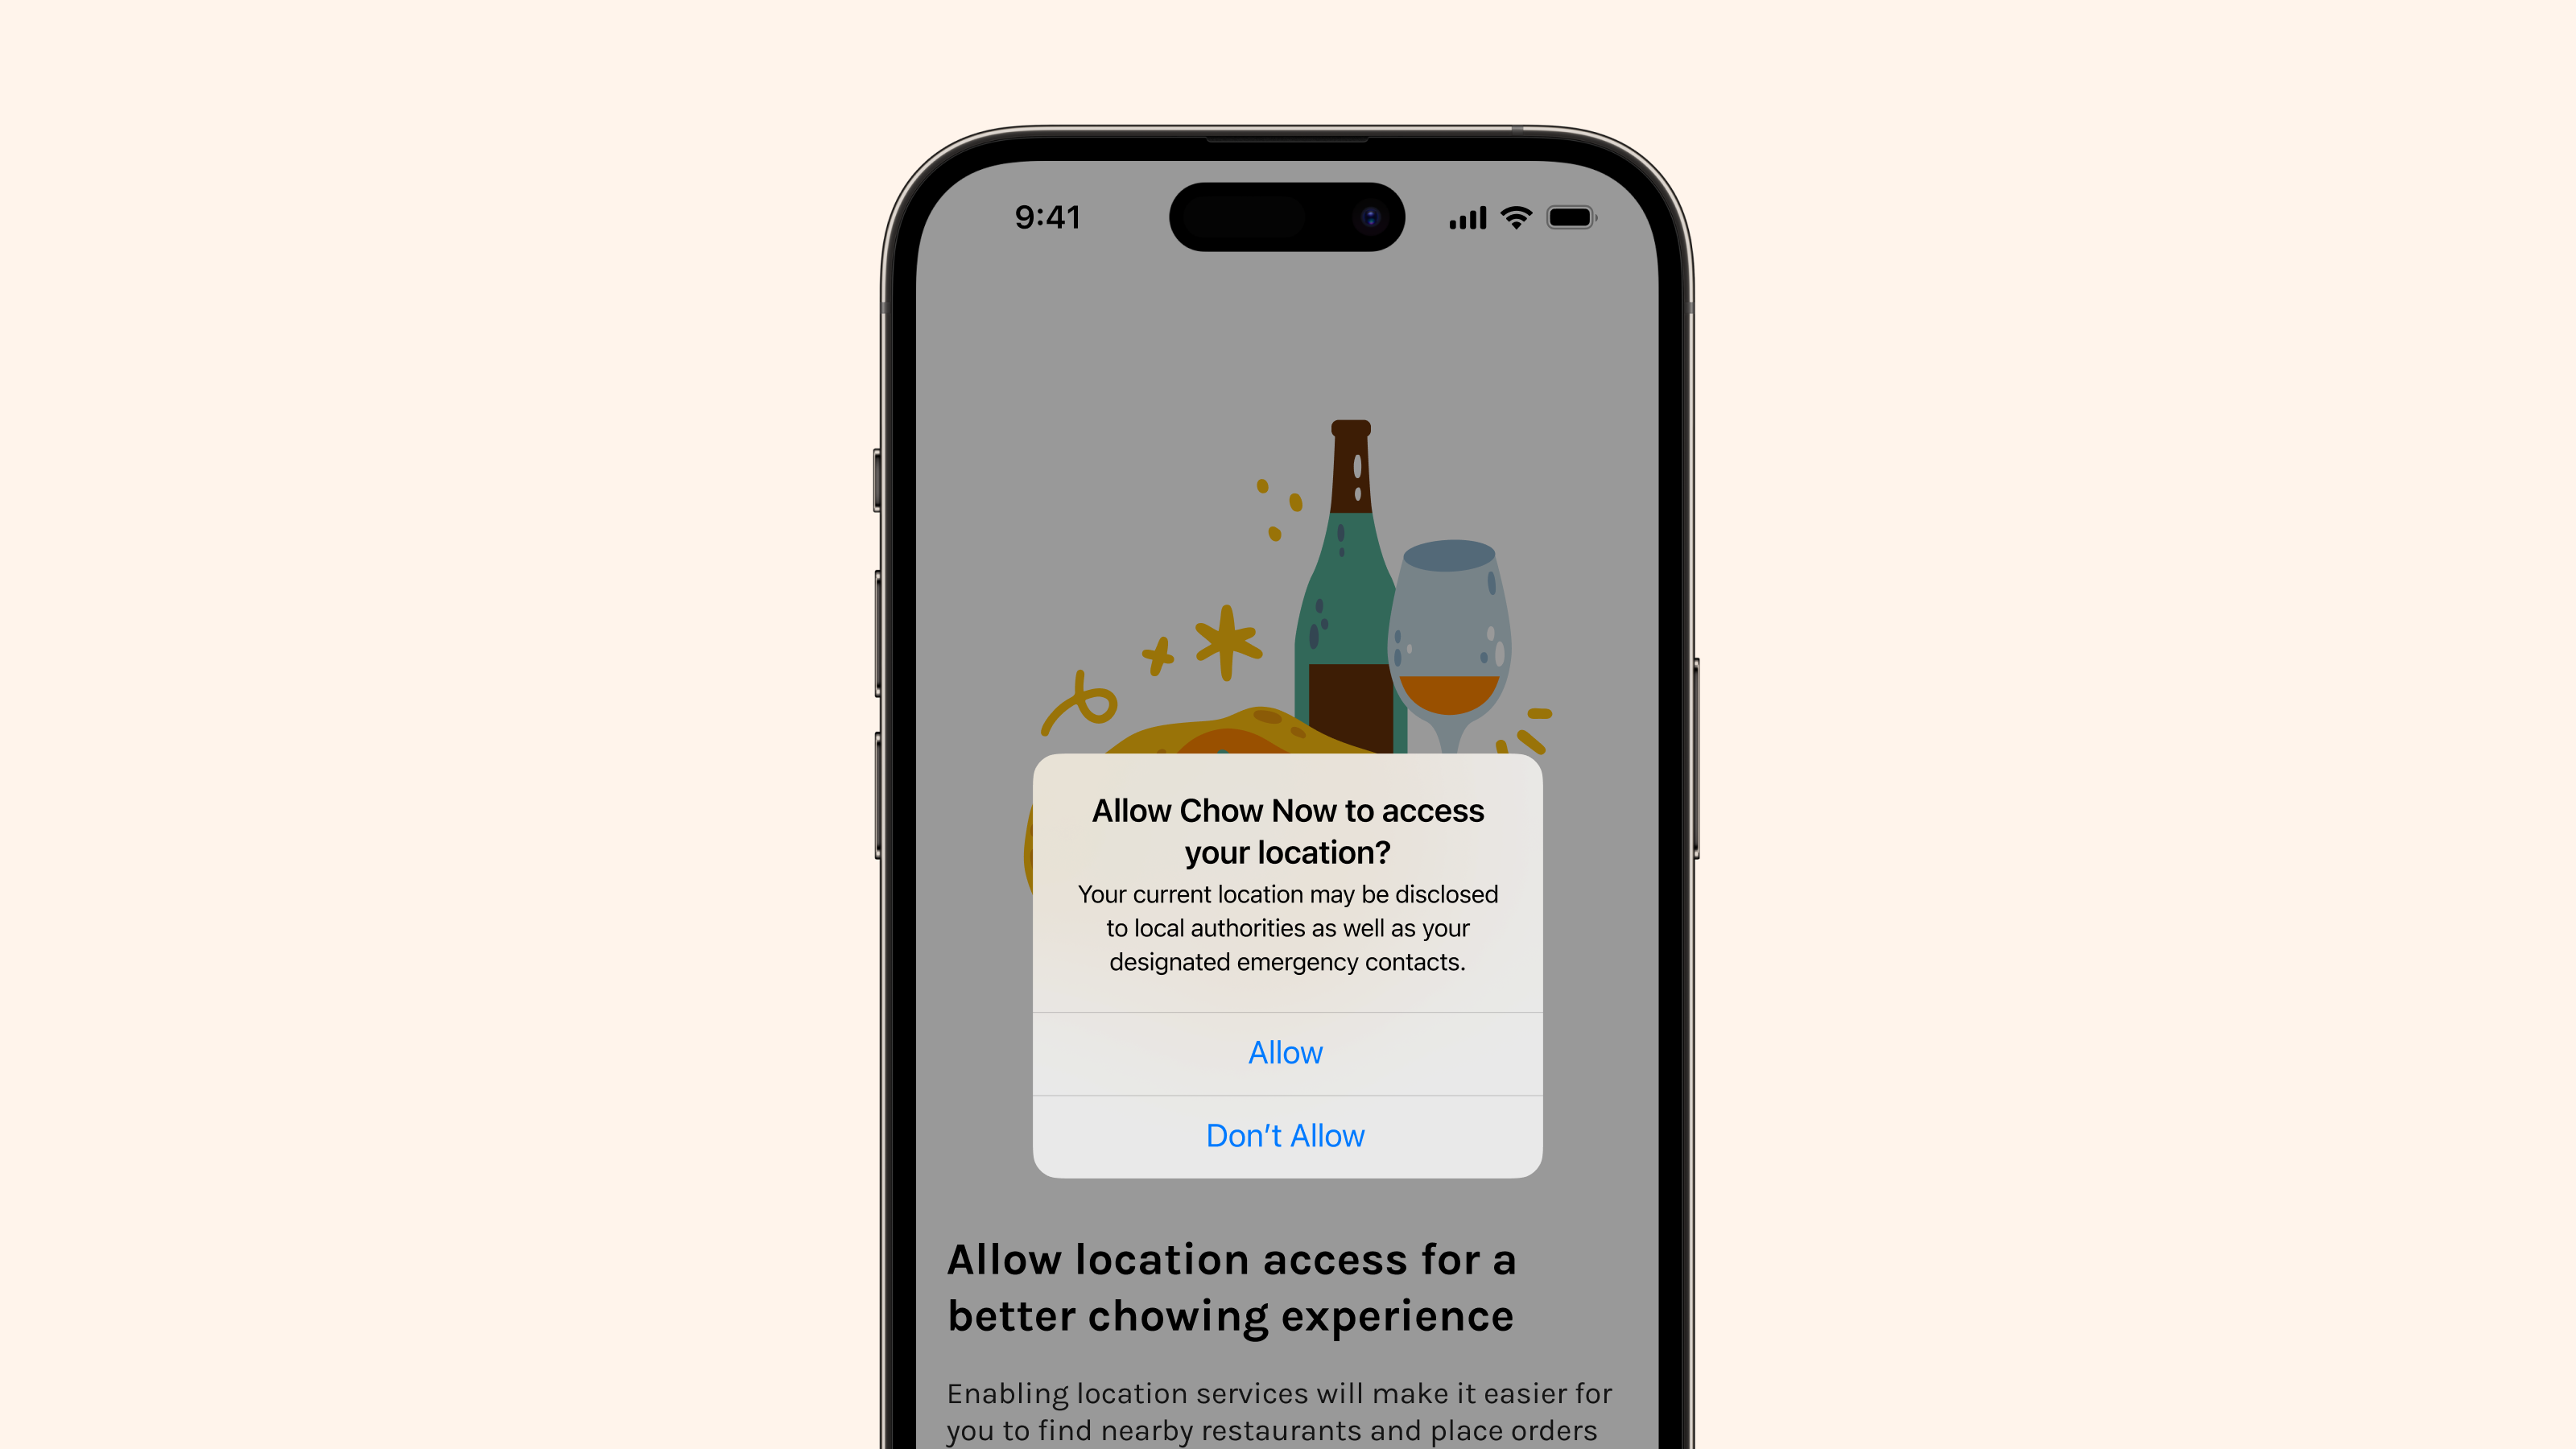 9:41
Allow Chow Now to access
your location?
Your current location may be disclosed
to local authorities as well as your
designated emergency contacts.
Allow
Don’t Allow
Allow location access for a
better chowing experience
Enabling location services will make it easier for
you to find nearby restaurants and place orders